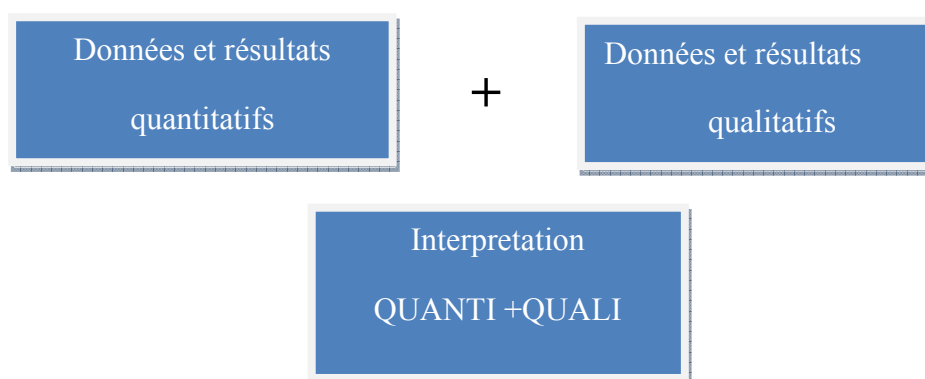 Données et résultats
quantitatifs
+
Données et résultats
qualitatifs
Interpretation
QUANTI +QUALI